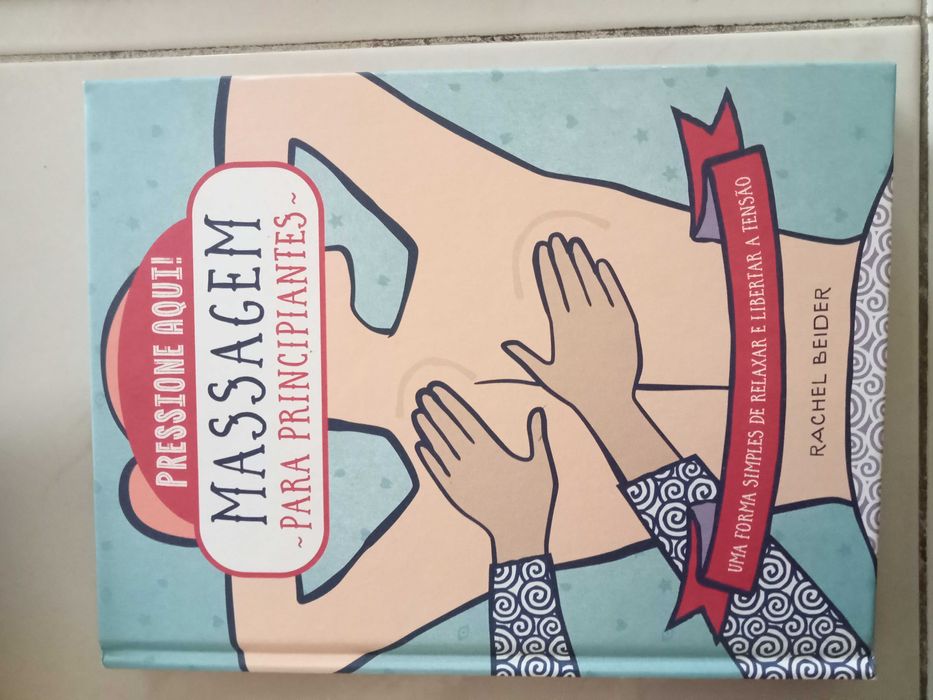 PRESSIONE AQUI!
MASSAGEM
~PARA PRINCIPIANTES~
UMA FORMA SIMPLES DE RELAXAR E LIBERTAR A TENSÃO
RACHEL BEIDER